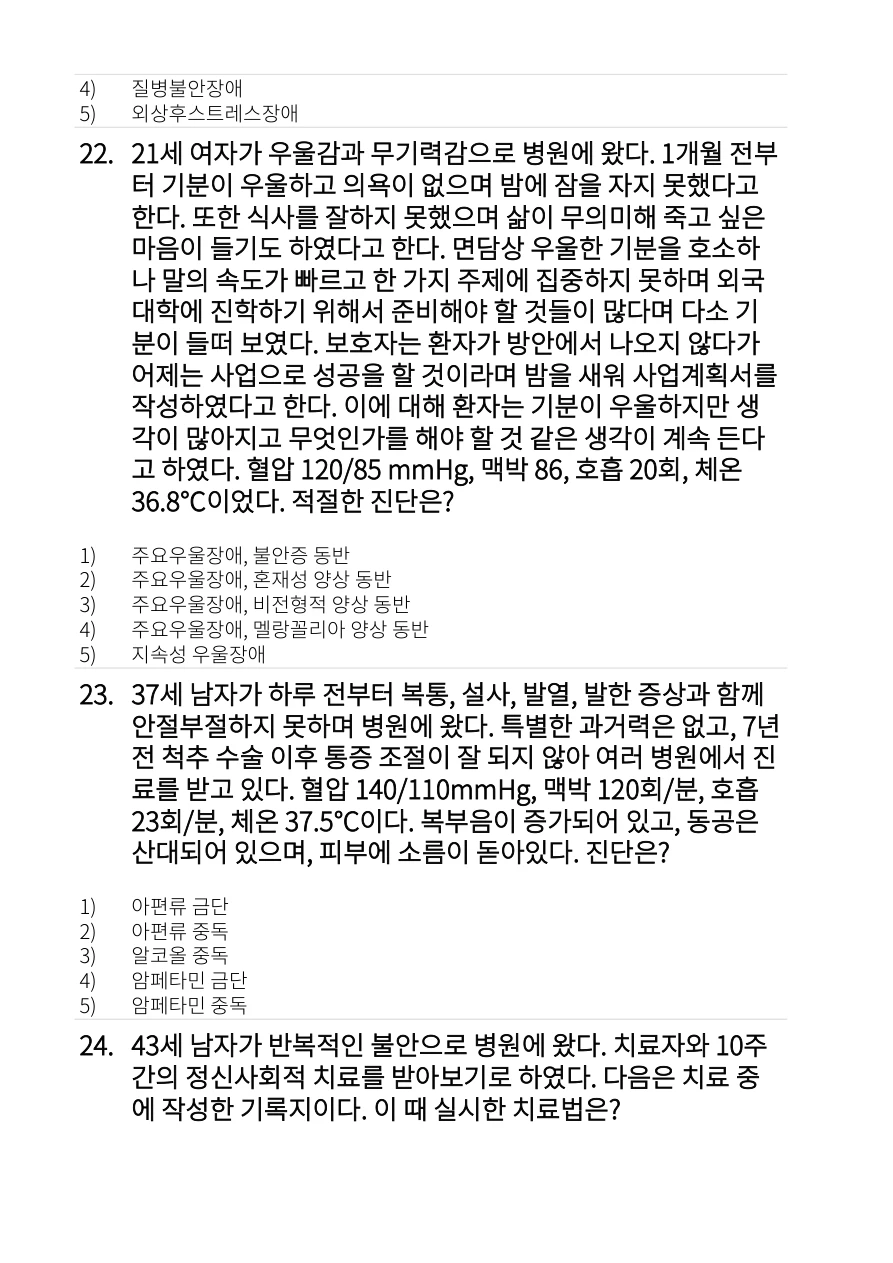 4) 질병불안장애
5) 외상후스트레스장애
22. 21세 여자가 우울감과 무기력감으로 병원에 왔다. 1개월 전부
터 기분이 우울하고 의욕이 없으며 밤에 잠을 자지 못했다고
한다. 또한 식사를 잘하지 못했으며 삶이 무의미해 죽고 싶은
마음이 들기도 하였다고 한다. 면담상 우울한 기분을 호소하
나 말의 속도가 빠르고 한 가지 주제에 집중하지 못하며 외국
대학에 진학하기 위해서 준비해야 할 것들이 많다며 다소 기
분이 들떠 보였다. 보호자는 환자가 방안에서 나오지 않다가
어제는 사업으로 성공을 할 것이라며 밤을 새워 사업계획서를
작성하였다고 한다. 이에 대해 환자는 기분이 우울하지만 생
각이 많아지고 무엇인가를 해야 할 것 같은 생각이 계속 든다
고 하였다. 혈압 120/85 mmHg, 맥박 86, 호흡 20회, 체온
36.8℃이었다. 적절한 진단은?
1) 주요우울장애, 불안증 동반
2) 주요우울장애, 혼재성 양상 동반
3) 주요우울장애, 비전형적 양상 동반
4) 주요우울장애, 멜랑꼴리아 양상 동반
5) 지속성 우울장애
23. 37세 남자가 하루 전부터 복통, 설사, 발열, 발한 증상과 함께
안절부절하지 못하며 병원에 왔다. 특별한 과거력은 없고, 7년
전 척추 수술 이후 통증 조절이 잘 되지 않아 여러 병원에서 진
료를 받고 있다. 혈압 140/110mmHg, 맥박 120회/분, 호흡
23회/분, 체온 37.5℃이다. 복부음이 증가되어 있고, 동공은
산대되어 있으며, 피부에 소름이 돋아있다. 진단은?
1) 아편류 금단
2) 아편류 중독
3) 알코올 중독
4) 암페타민 금단
5) 암페타민 중독
24. 43세 남자가 반복적인 불안으로 병원에 왔다. 치료자와 10주
간의 정신사회적 치료를 받아보기로 하였다. 다음은 치료 중
에 작성한 기록지이다. 이 때 실시한 치료법은?